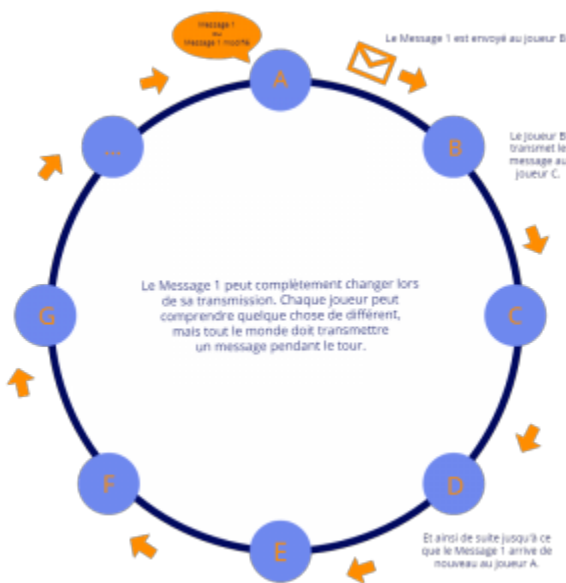 Message 1
ou
Message 1 modifié
Le Message 1 est envoyé au joueur B
A
...
B
Le Joueur B
transmet le
message au
joueur C.
Le Message 1 peut complètement changer lors
de sa transmission. Chaque joueur peut
comprendre quelque chose de différent,
mais tout le monde doit transmettre
un message pendant le tour.
G
C
F
D
E
Et ainsi de suite jusqu'à ce
que le Message 1 arrive de
nouveau au Joueur A.